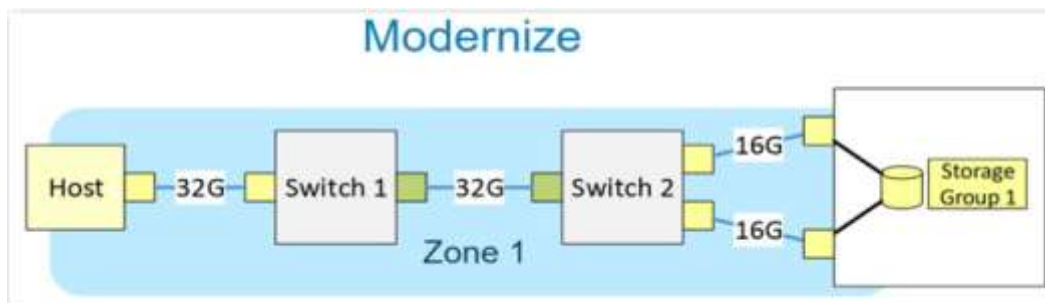 Modernize
Host
32G
Switch 1
32G
Switch 2
16G
16G
Storage
Group 1
Zone 1